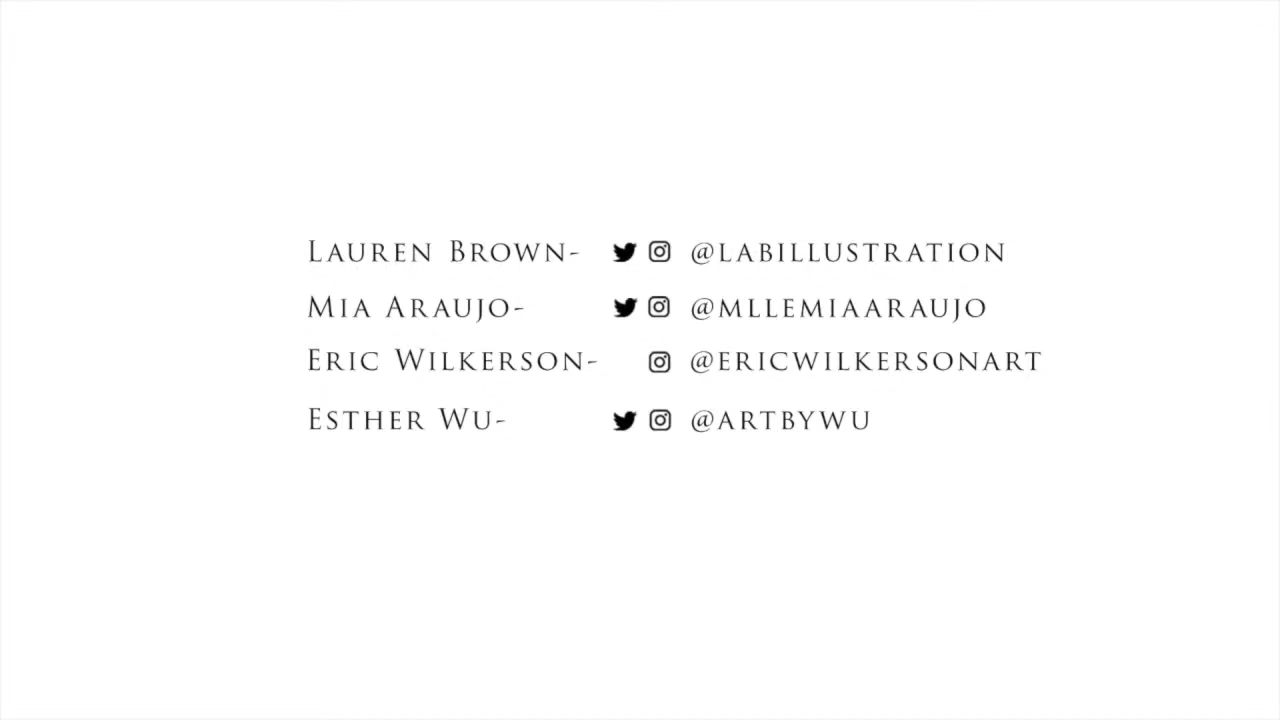 Lauren Brown- @labillustration
Mia Araujo- @mllemiaaraujo
Eric Wilkerson- @ericwilkersonart
Esther Wu- @artbywu